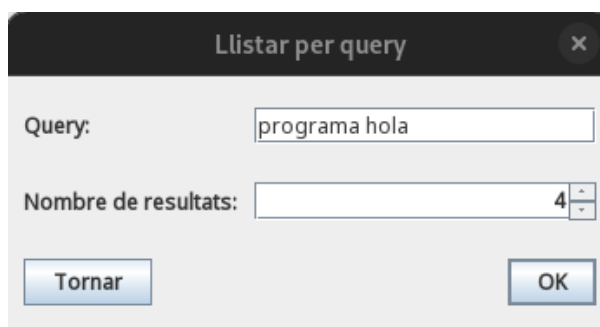 Llistar per query
Query: programa hola
Nombre de resultats: 4
Tornar OK